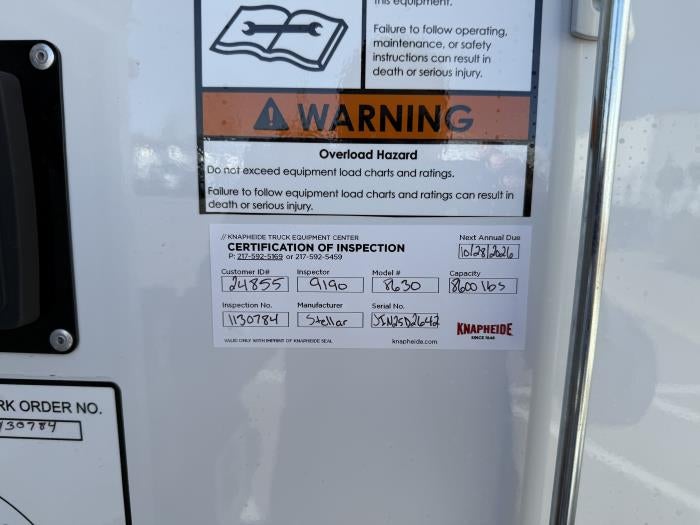 this equipment.
Failure to follow operating,
maintenance, or safety
instructions can result in
death or serious injury.
WARNING
Overload Hazard
Do not exceed equipment load charts and ratings.
Failure to follow equipment load charts and ratings can result in
death or serious injury.
// KNAPHEIDE TRUCK EQUIPMENT CENTER
CERTIFICATION OF INSPECTION
P: 217-592-5169 or 217-592-5459
Next Annual Due
10/28/2026
Customer ID# Inspector Model # Capacity
24855 9190 8630 8600 lbs
Inspection No. Manufacturer Serial No.
1130784 Stellar JJN25D2642
KNAPHEIDE
SINCE 1848
VALID ONLY WITH IMPRINT OF KNAPHEIDE SEAL
knapheide.com
RK ORDER NO.
130784